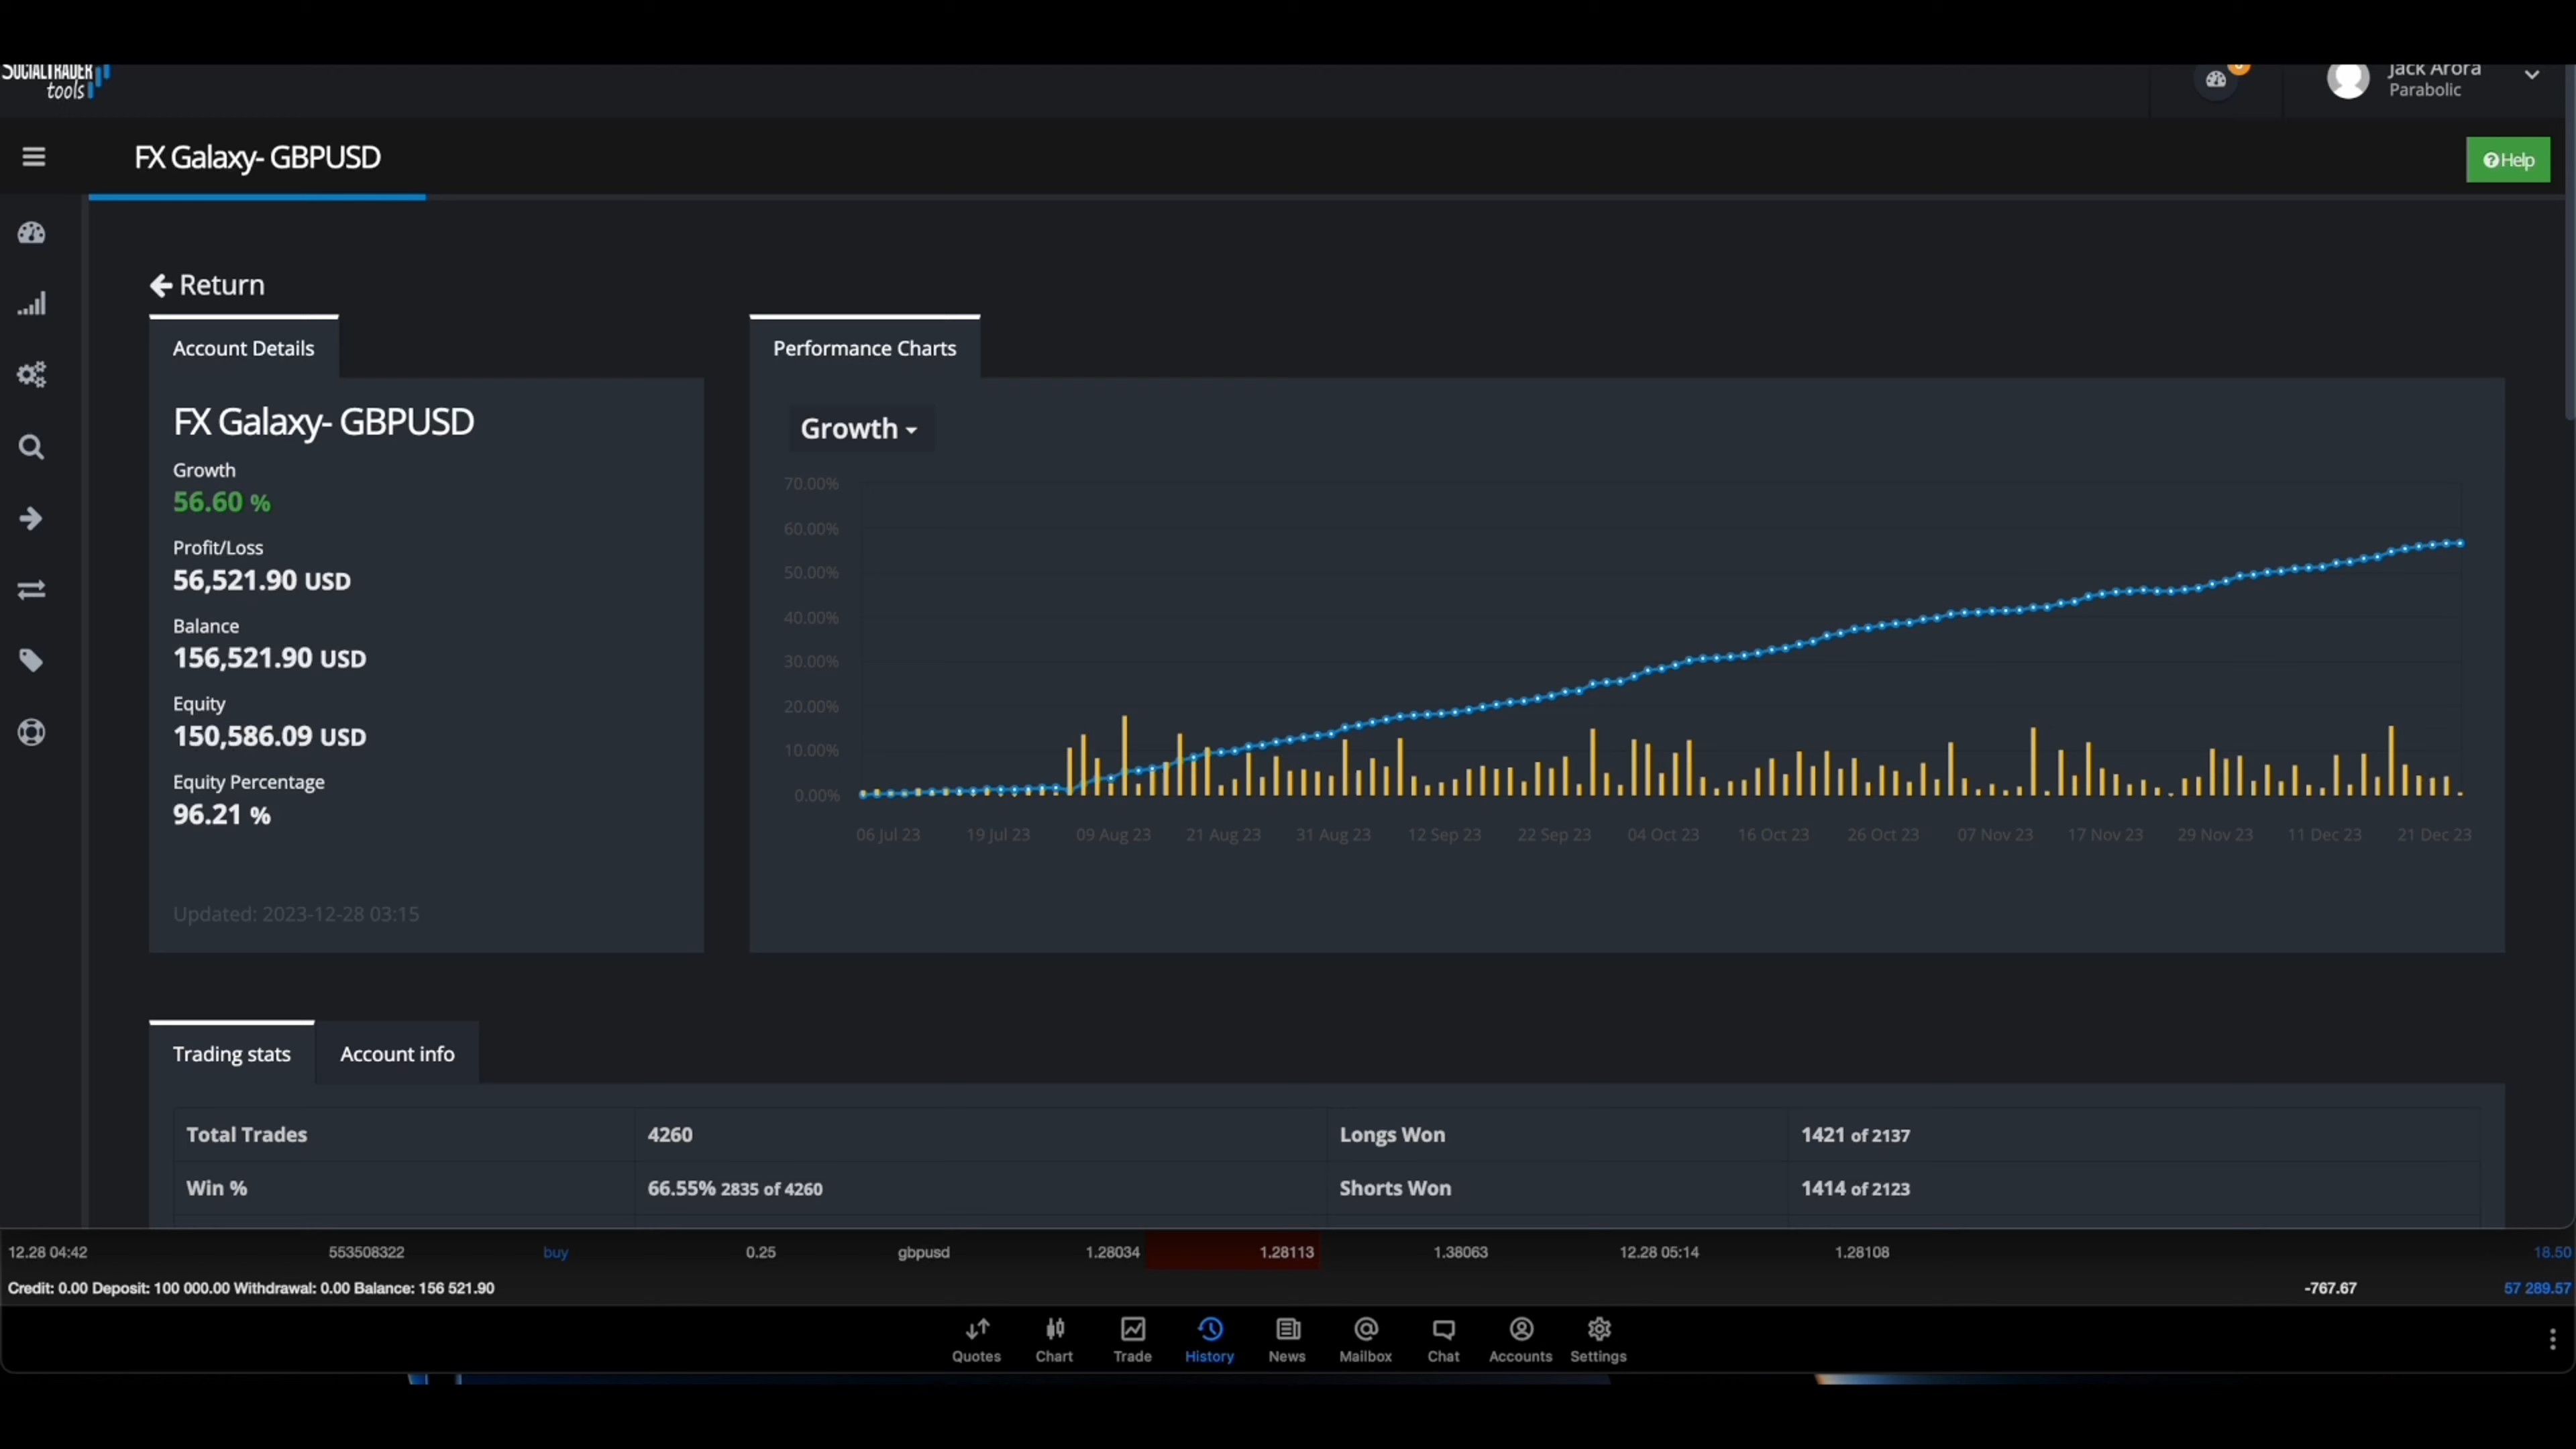 SOCIALTRADER
tools
Jack Arora
Parabolic
FX Galaxy- GBPUSD
Help
Return
Account Details
Performance Charts
FX Galaxy- GBPUSD
Growth
56.60 %
Profit/Loss
56,521.90 USD
Balance
156,521.90 USD
Equity
150,586.09 USD
Equity Percentage
96.21 %
Updated: 2023-12-28 03:15
Growth
70.00%
60.00%
50.00%
40.00%
30.00%
20.00%
10.00%
0.00%
06 Jul 23 19 Jul 23 09 Aug 23 21 Aug 23 31 Aug 23 12 Sep 23 22 Sep 23 04 Oct 23 16 Oct 23 26 Oct 23 07 Nov 23 17 Nov 23 29 Nov 23 11 Dec 23 21 Dec 23
Trading stats Account info
Total Trades 4260 Longs Won 1421 of 2137
Win % 66.55% 2835 of 4260 Shorts Won 1414 of 2123
12.28 04:42 553508322 buy 0.25 gbpusd 1.28034 1.28113 1.38063 12.28 05:14 1.28108 18.50
Credit: 0.00 Deposit: 100 000.00 Withdrawal: 0.00 Balance: 156 521.90 -767.67 57 289.57
Quotes Chart Trade History News Mailbox Chat Accounts Settings